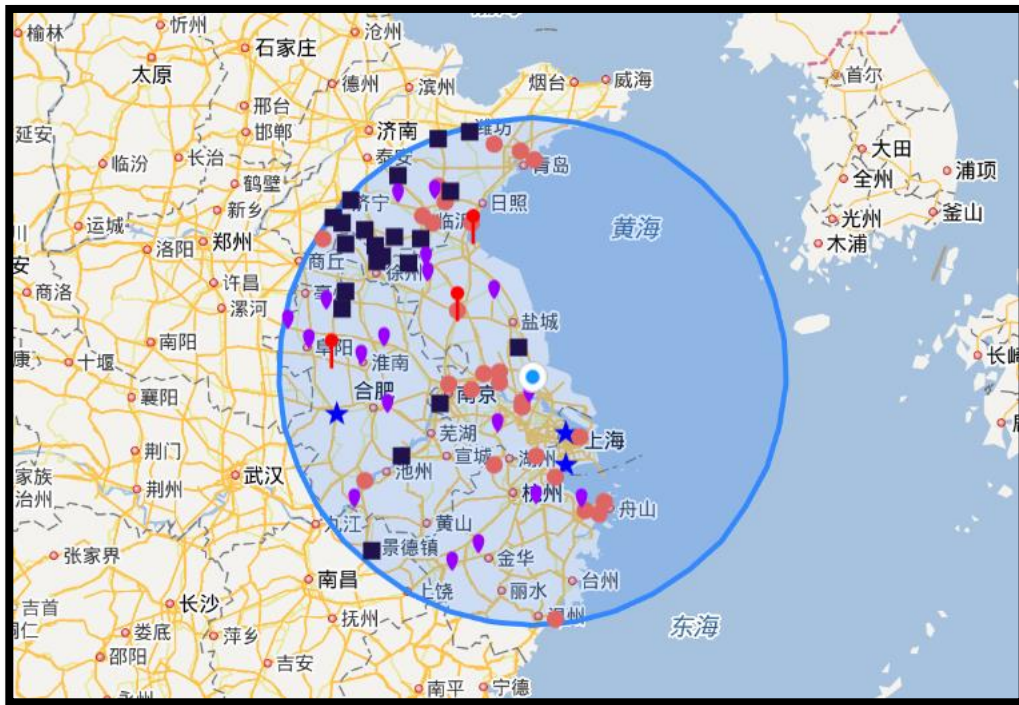 忻州
沧州
榆林
石家庄
烟台
威海
太原
德州
滨州
首尔
邢台
济南
潍坊
延安
邯郸
大田
临汾
长治
泰安
青岛
浦项
鹤壁
全州
济宁
日照
运城
新乡
临沂
光州
釜山
黄海
郑州
木浦
洛阳
商丘
徐州
商洛
许昌
漯河
盐城
南阳
阜阳
长崎
十堰
淮南
康
襄阳
合肥
南京
芜湖
上海
荆门
宣城
湖州
武汉
池州
家族
治州
荆州
杭州
舟山
九江
黄山
张家界
景德镇
金华
南昌
台州
上饶
丽水
长沙
吉首
抚州
温州
娄底
萍乡
东海
邵阳
吉安
南平
宁德